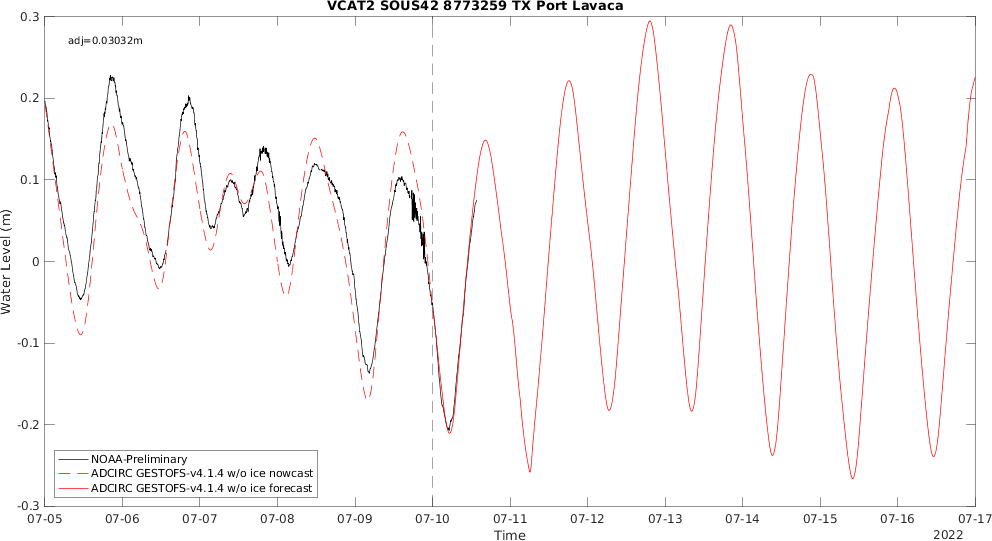 VCAT2 SOUS42 8773259 TX Port Lavaca
adj=0.03032m
Water Level (m)
0.3
0.2
0.1
0
-0.1
-0.2
-0.3
NOAA-Preliminary
ADCIRC GESTOFS-v4.1.4 w/o ice nowcast
ADCIRC GESTOFS-v4.1.4 w/o ice forecast
07-05 07-06 07-07 07-08 07-09 07-10 07-11 07-12 07-13 07-14 07-15 07-16 07-17
Time
2022